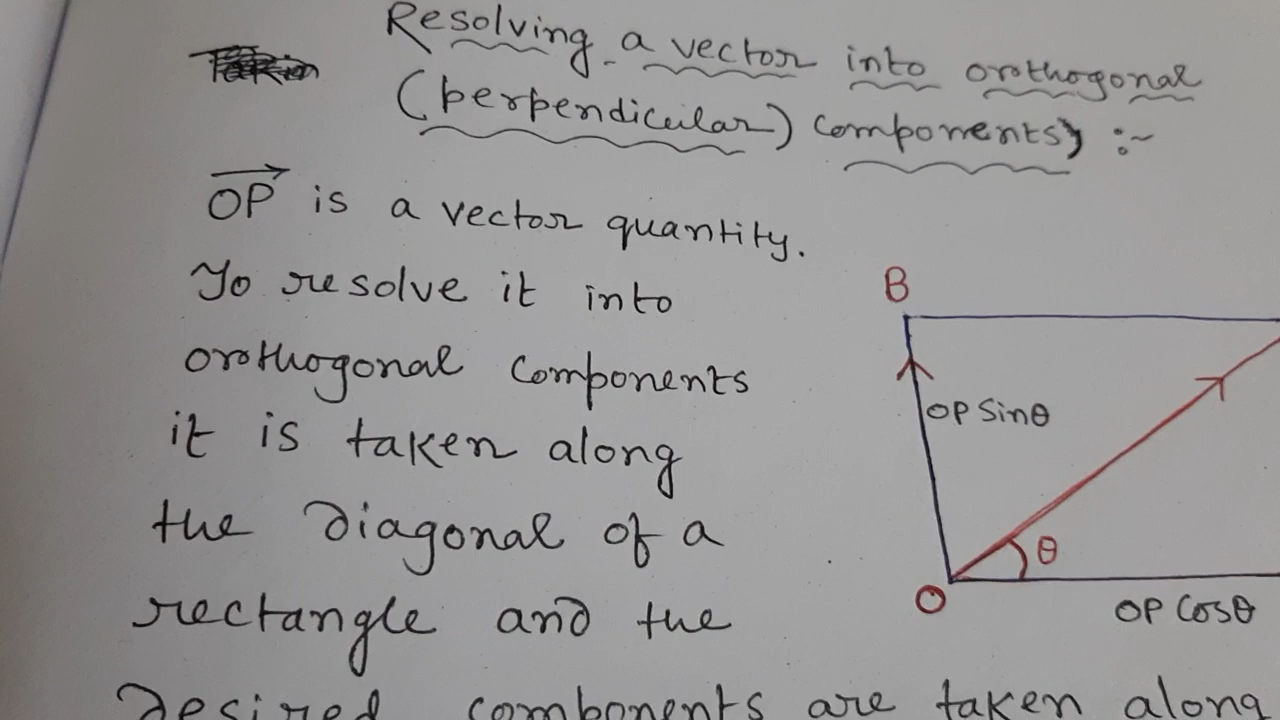 Resolving a vector into orthogonal
(perpendicular) components :-
OP is a vector quantity.
To resolve it into
orthogonal components
it is taken along
the diagonal of a
rectangle and the
desired components are taken along
B
OP Sinθ
θ
O
OP Cosθ